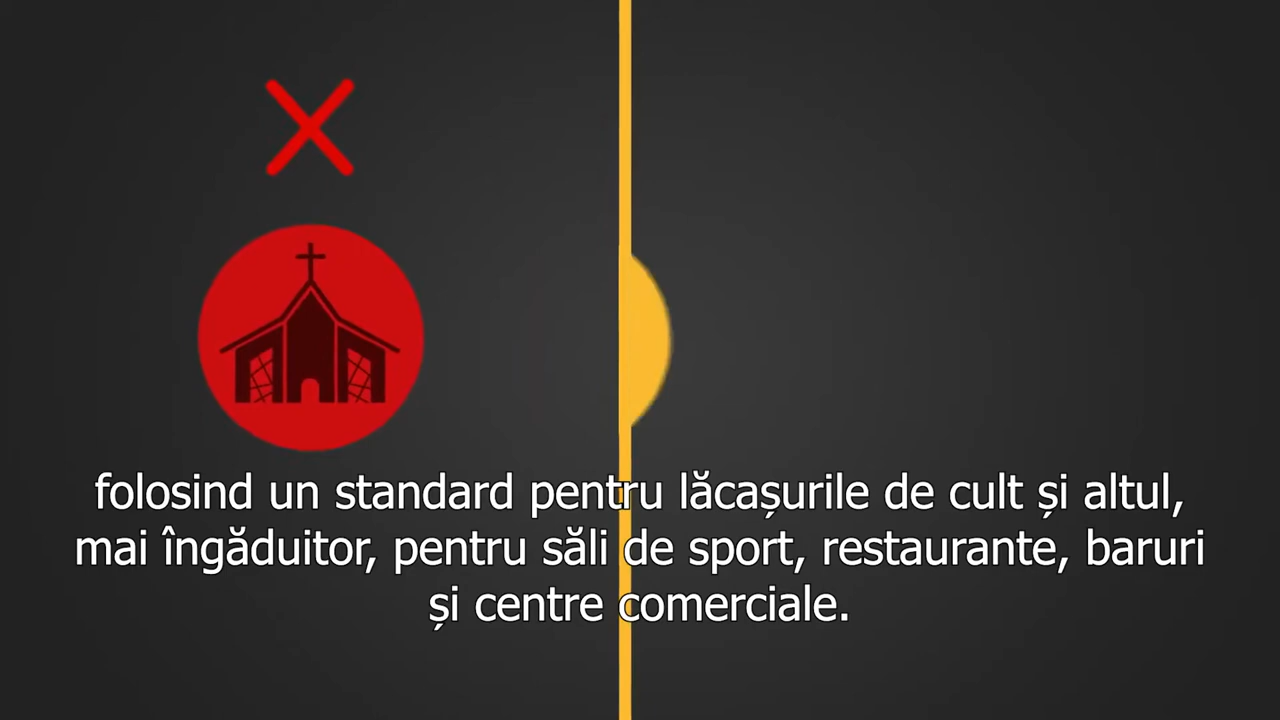 folosind un standard pentru lăcașurile de cult și altul,
mai îngăduitor, pentru săli de sport, restaurante, baruri
și centre comerciale.